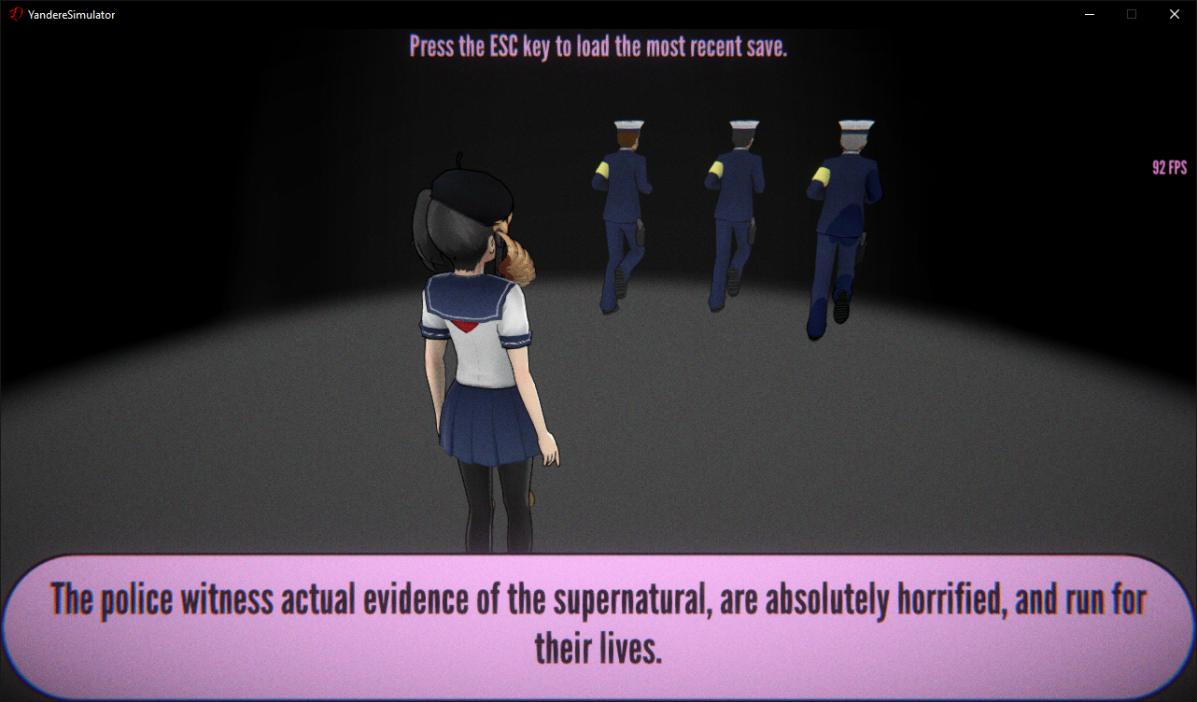 YandereSimulator
Press the ESC key to load the most recent save.
92 FPS
The police witness actual evidence of the supernatural, are absolutely horrified, and run for
their lives.